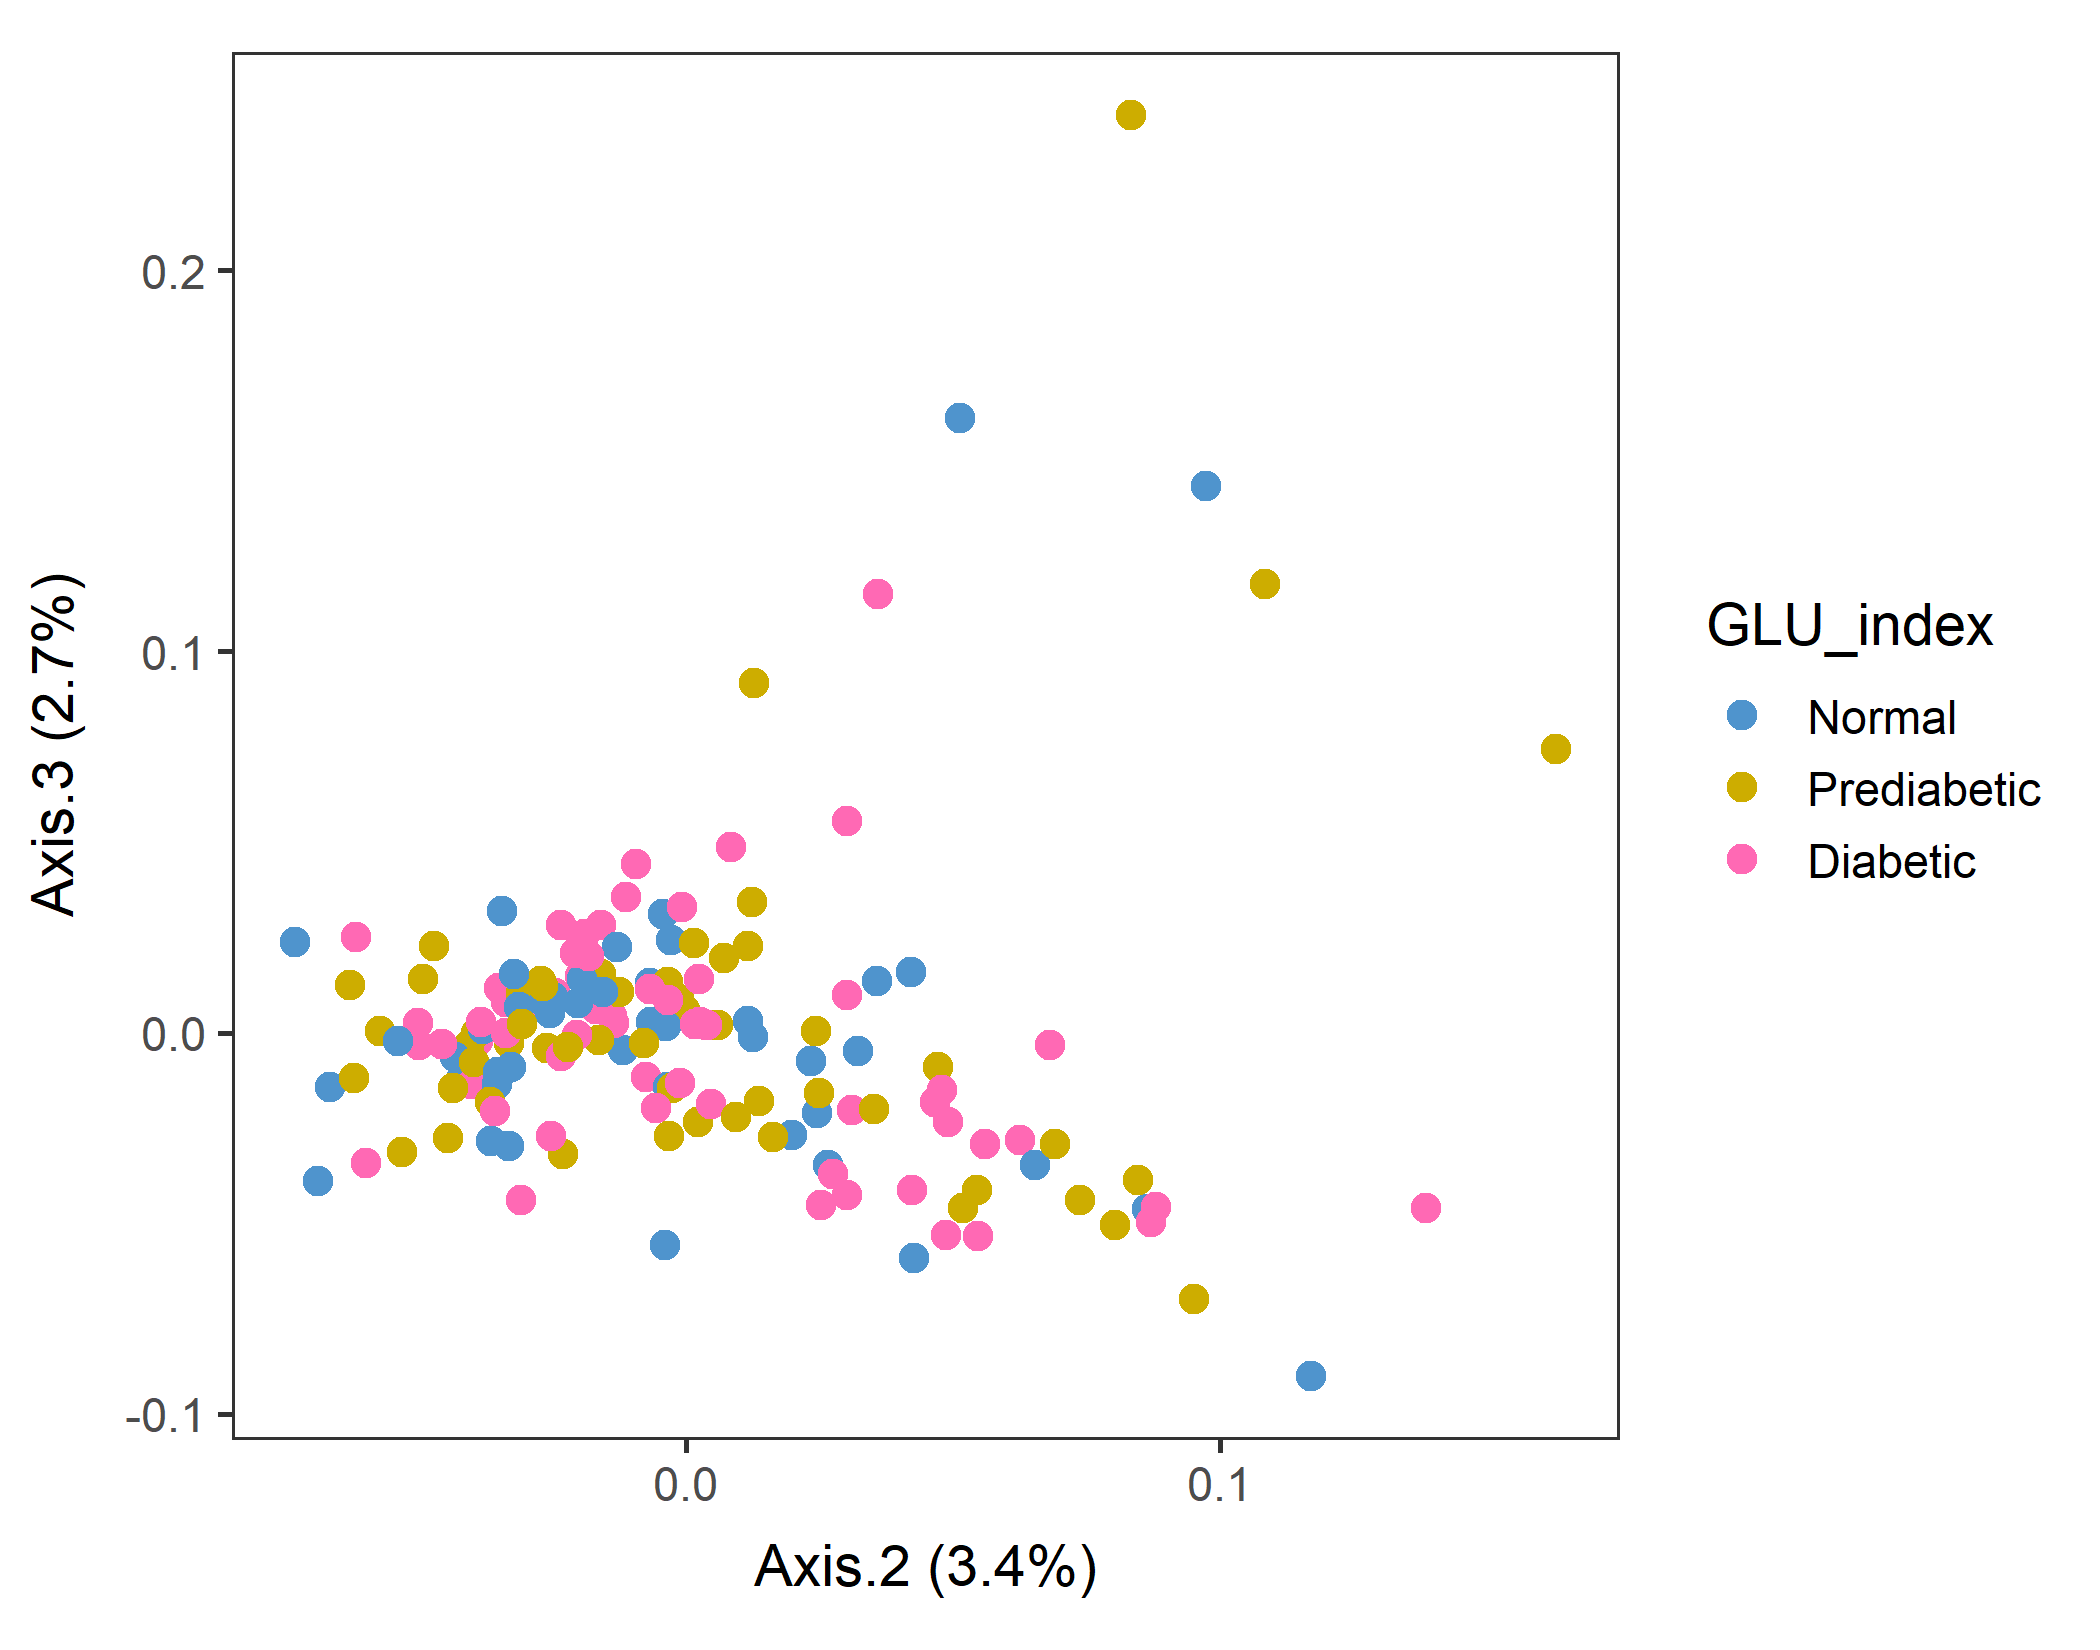 Axis.3 (2.7%)
0.2
0.1
0.0
-0.1
0.0
0.1
Axis.2 (3.4%)
GLU_index
Normal
Prediabetic
Diabetic